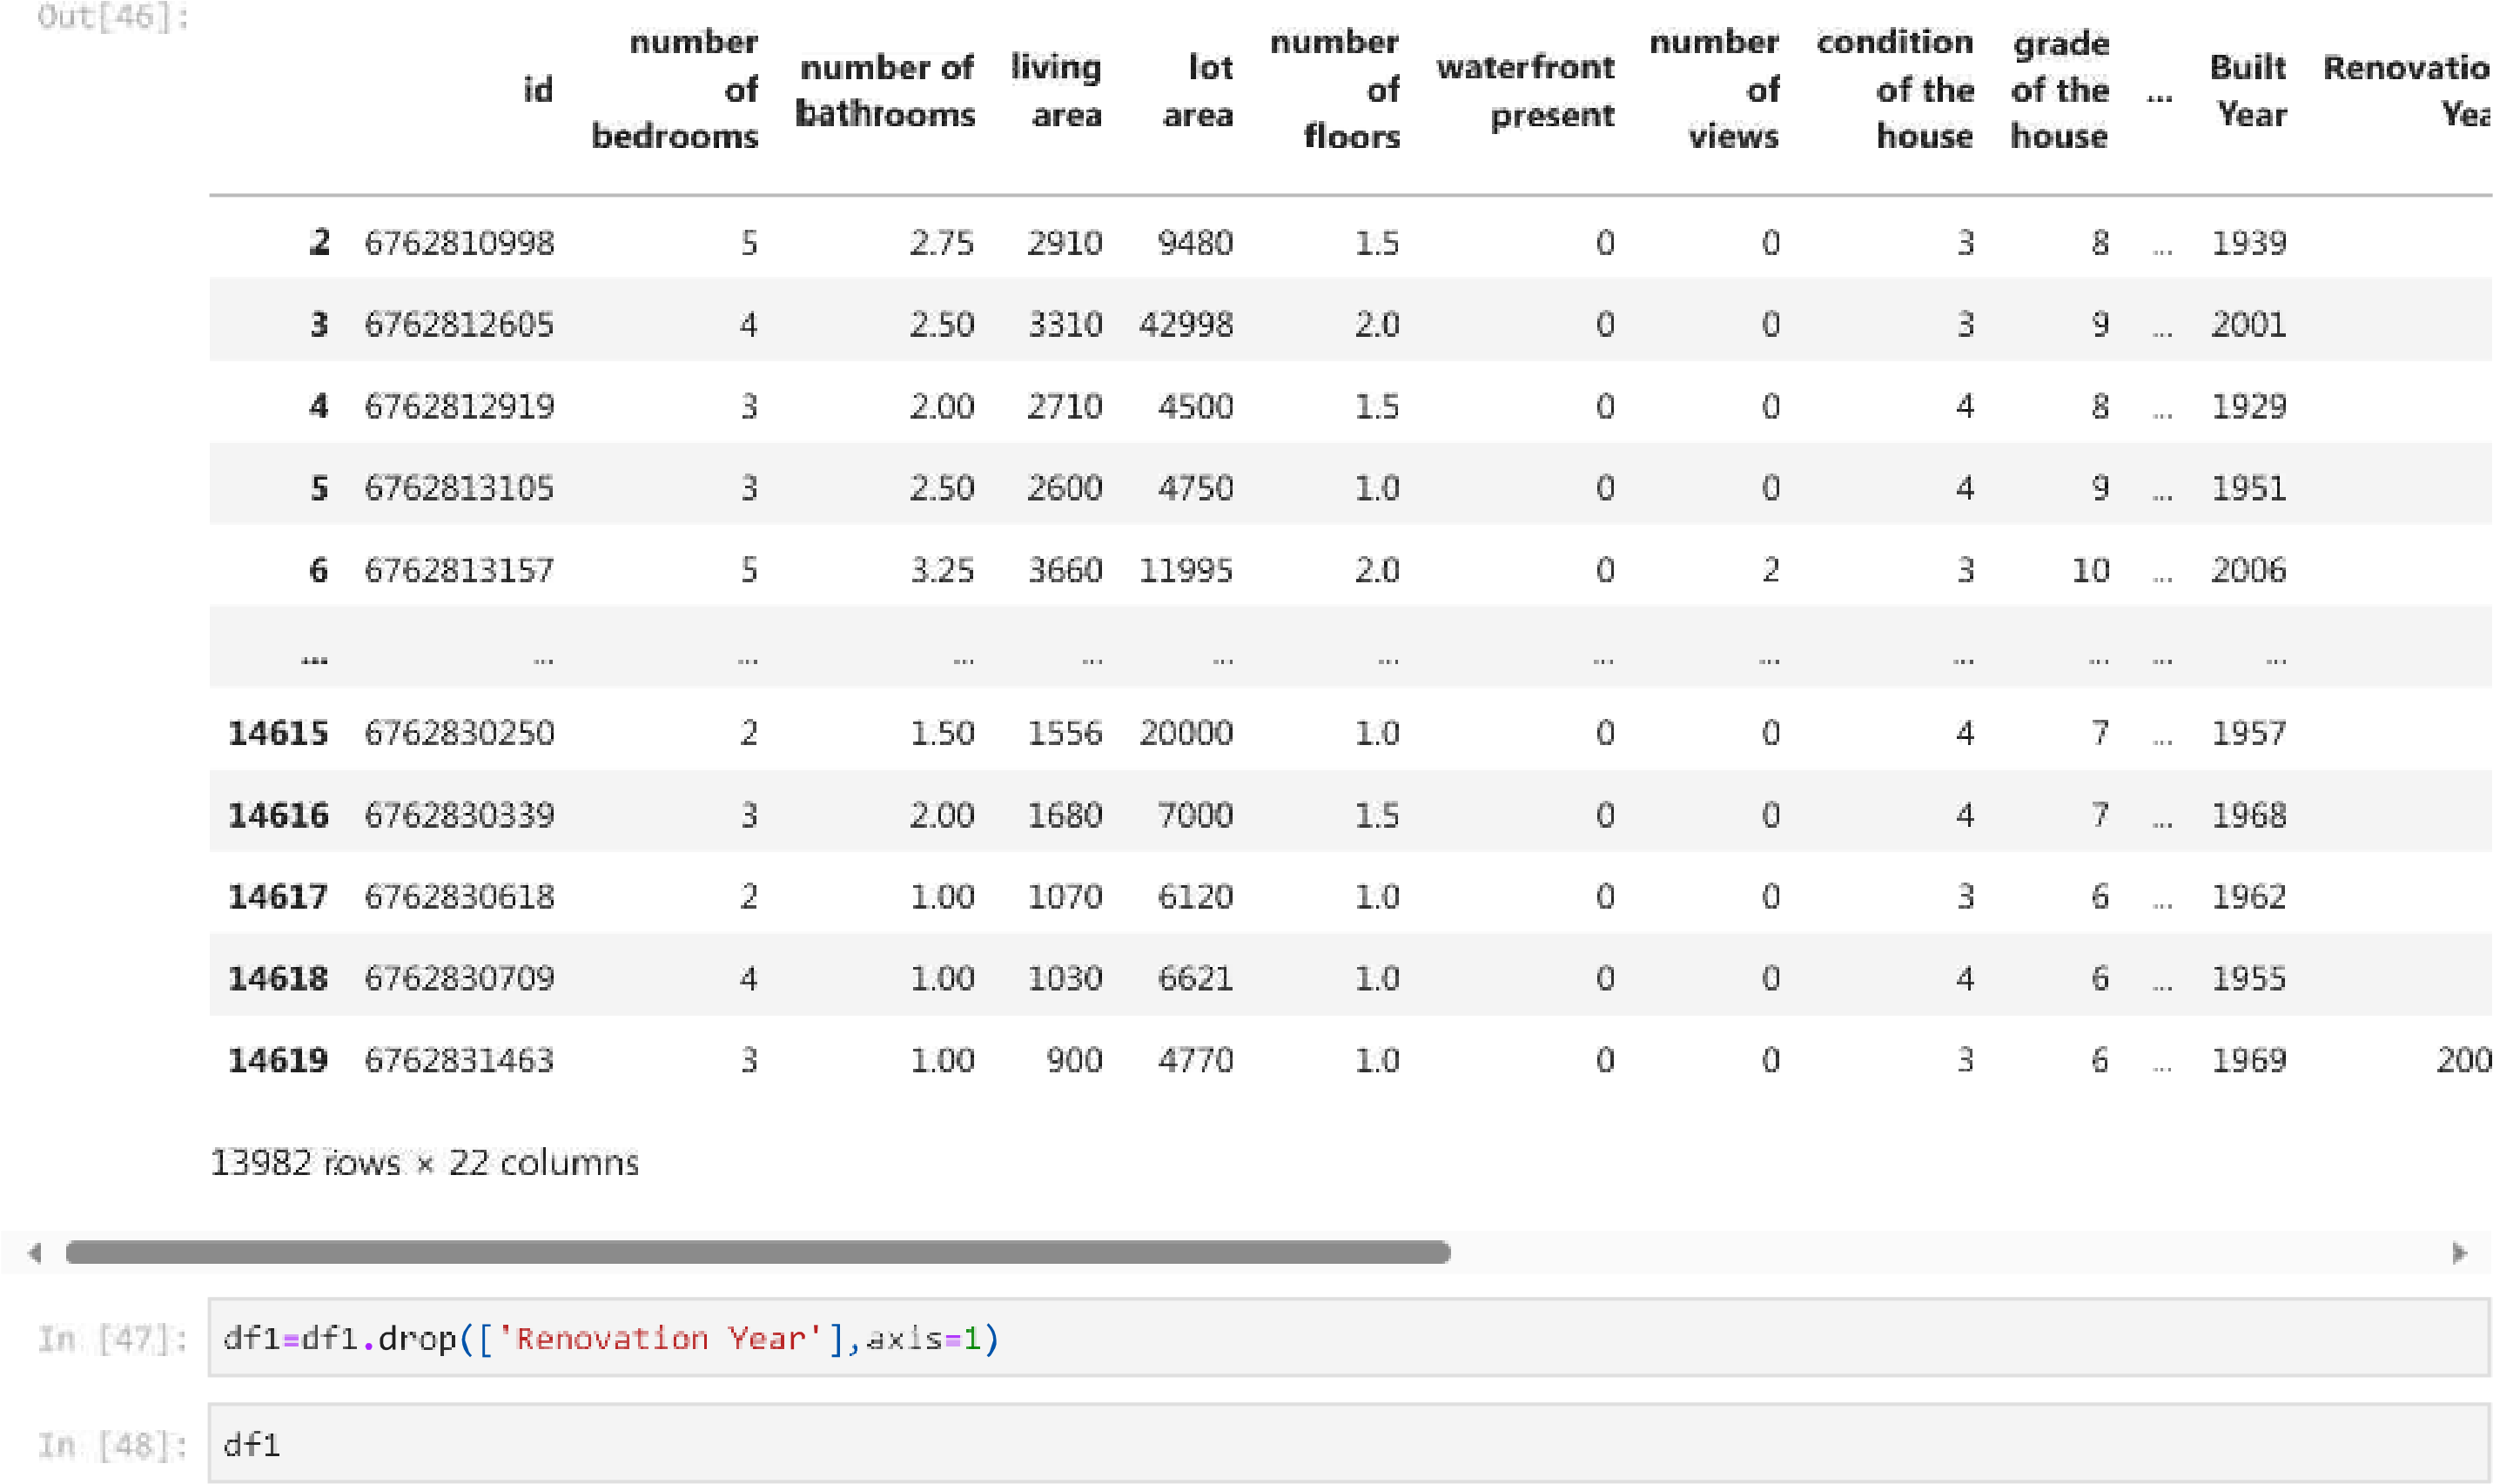 Out[46]:
id number of bedrooms number of bathrooms living area lot area number of floors waterfront present number of views condition of the house grade of the house ... Built Year Renovatio Yea
2 6762810998 5 2.75 2910 9480 1.5 0 0 3 8 ... 1939
3 6762812605 4 2.50 3310 42998 2.0 0 0 3 9 ... 2001
4 6762812919 3 2.00 2710 4500 1.5 0 0 4 8 ... 1929
5 6762813105 3 2.50 2600 4750 1.0 0 0 4 9 ... 1951
6 6762813157 5 3.25 3660 11995 2.0 0 2 3 10 ... 2006
... ... ... ... ... ... ... ... ... ... ... ... ...
14615 6762830250 2 1.50 1556 20000 1.0 0 0 4 7 ... 1957
14616 6762830339 3 2.00 1680 7000 1.5 0 0 4 7 ... 1968
14617 6762830618 2 1.00 1070 6120 1.0 0 0 3 6 ... 1962
14618 6762830709 4 1.00 1030 6621 1.0 0 0 4 6 ... 1955
14619 6762831463 3 1.00 900 4770 1.0 0 0 3 6 ... 1969 200
13982 rows × 22 columns
In [47]: df1=df1.drop(['Renovation Year'],axis=1)
In [48]: df1